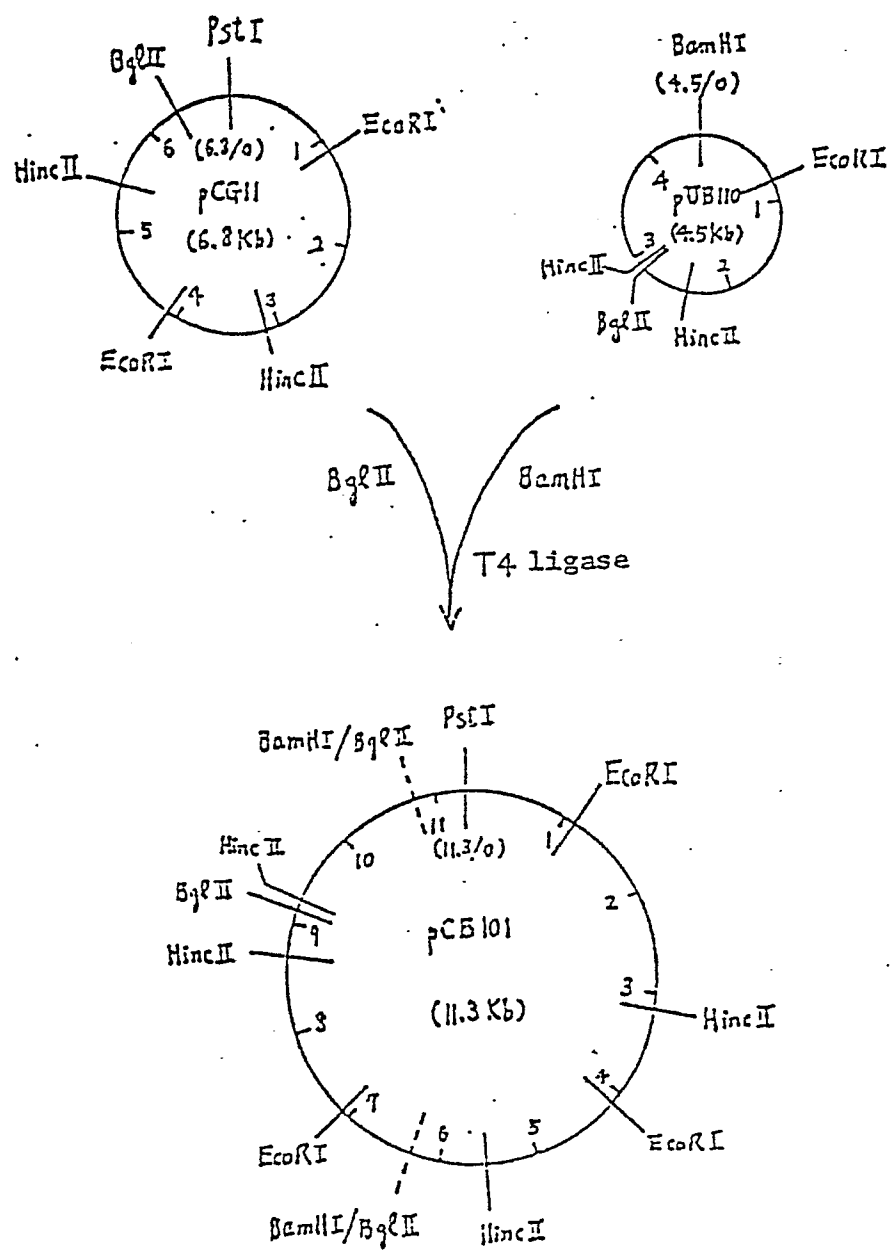 PstI
BglII
EcoRI
6
(6.3/0)
1
HincII
pCG11
5
(6.8Kb)
2
4
3
EcoRI
HincII
BamHI
(4.5/0)
EcoRI
4
pUB110
1
3
(4.5Kb)
HincII
2
BglII
HincII
BglII
BamHI
T4 ligase
PstI
BamHI/BglII
EcoRI
11
(11.3/0)
1
HincII
10
BglII
2
9
pCB101
HincII
3
(11.3Kb)
HincII
8
4
7
EcoRI
6
5
EcoRI
BamHI/BglII
HincII